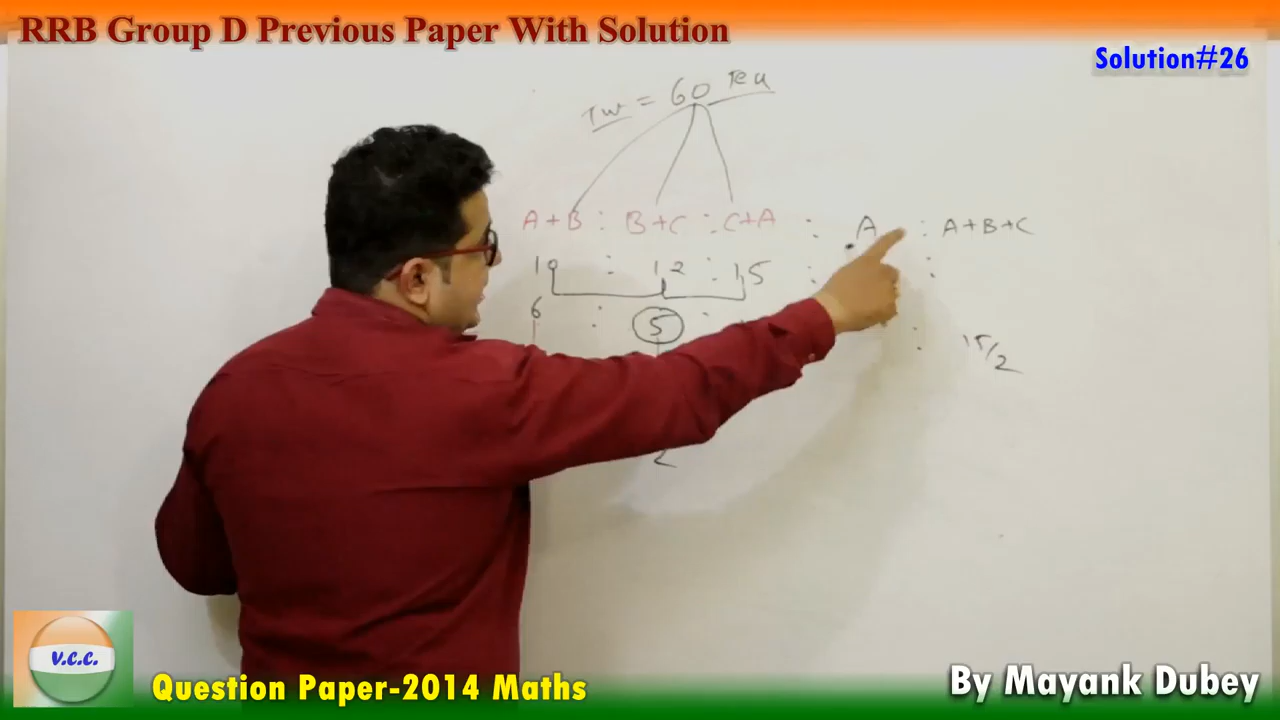 RRB Group D Previous Paper With Solution
Solution#26
TW = 60
A+B : B+C : C+A : A : A+B+C
10 : 12 : 15 : :
6 : 5 :
: 15/2
2
V.C.C.
Question Paper-2014 Maths
By Mayank Dubey